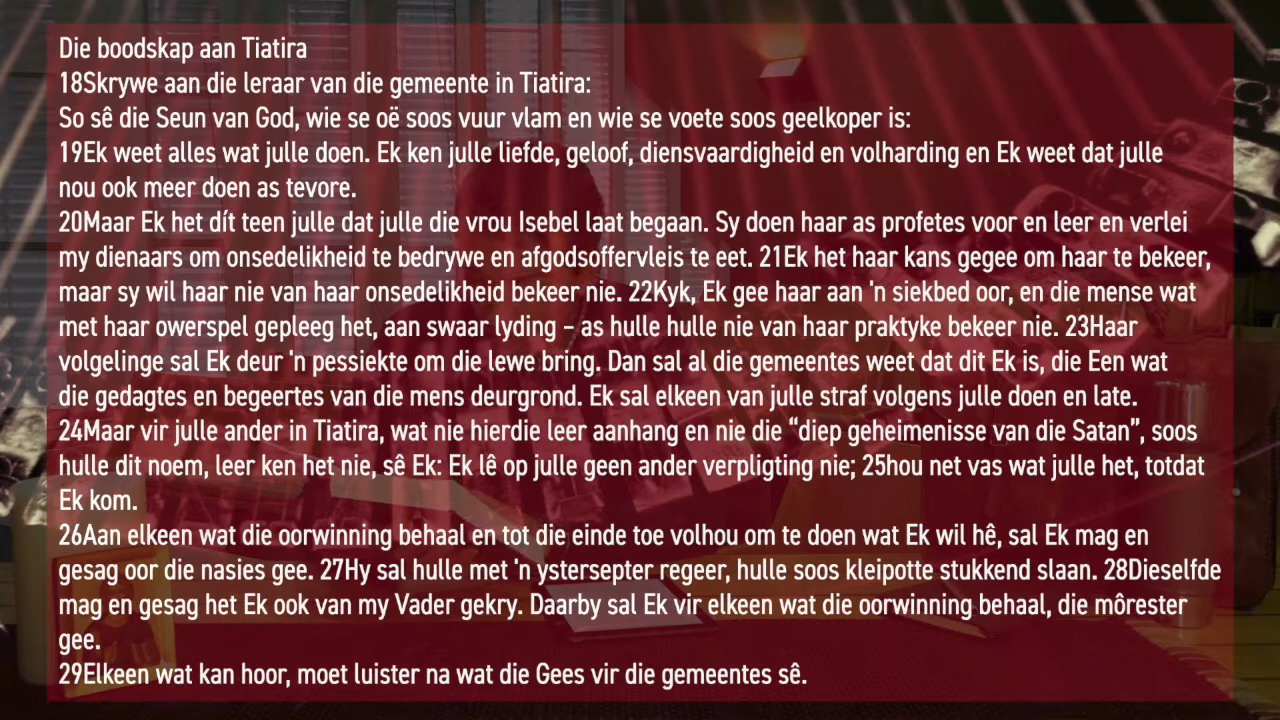 Die boodskap aan Tiatira
18Skrywe aan die leraar van die gemeente in Tiatira:
So sê die Seun van God, wie se oë soos vuur vlam en wie se voete soos geelkoper is:
19Ek weet alles wat julle doen. Ek ken julle liefde, geloof, diensvaardigheid en volharding en Ek weet dat julle
nou ook meer doen as tevore.
20Maar Ek het dít teen julle dat julle die vrou Isebel laat begaan. Sy doen haar as profetes voor en leer en verlei
my dienaars om onsedelikheid te bedrywe en afgodsoffervleis te eet. 21Ek het haar kans gegee om haar te bekeer,
maar sy wil haar nie van haar onsedelikheid bekeer nie. 22Kyk, Ek gee haar aan 'n siekbed oor, en die mense wat
met haar owerspel gepleeg het, aan swaar lyding – as hulle hulle nie van haar praktyke bekeer nie. 23Haar
volgelinge sal Ek deur 'n pessiekte om die lewe bring. Dan sal al die gemeentes weet dat dit Ek is, die Een wat
die gedagtes en begeertes van die mens deurgrond. Ek sal elkeen van julle straf volgens julle doen en late.
24Maar vir julle ander in Tiatira, wat nie hierdie leer aanhang en nie die “diep geheimenisse van die Satan”, soos
hulle dit noem, leer ken het nie, sê Ek: Ek lê op julle geen ander verpligting nie; 25hou net vas wat julle het, totdat
Ek kom.
26Aan elkeen wat die oorwinning behaal en tot die einde toe volhou om te doen wat Ek wil hê, sal Ek mag en
gesag oor die nasies gee. 27Hy sal hulle met 'n ystersepter regeer, hulle soos kleipotte stukkend slaan. 28Dieselfde
mag en gesag het Ek ook van my Vader gekry. Daarby sal Ek vir elkeen wat die oorwinning behaal, die môrester
gee.
29Elkeen wat kan hoor, moet luister na wat die Gees vir die gemeentes sê.